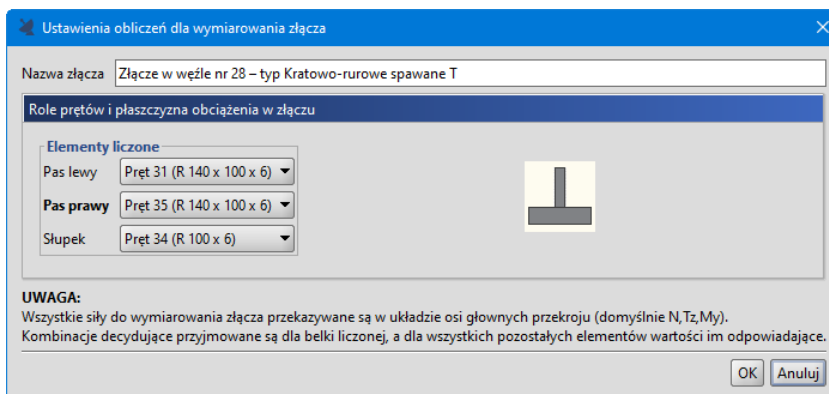 Ustawienia obliczeń dla wymiarowania złącza
Nazwa złącza Złącze w węźle nr 28 – typ Kratowo-rurowe spawane T
Role prętów i płaszczyzna obciążenia w złączu
Elementy liczone
Pas lewy Pręt 31 (R 140 x 100 x 6)
Pas prawy Pręt 35 (R 140 x 100 x 6)
Słupek Pręt 34 (R 100 x 6)
UWAGA:
Wszystkie siły do wymiarowania złącza przekazywane są w układzie osi głownych przekroju (domyślnie N,Tz,My).
Kombinacje decydujące przyjmowane są dla belki liczonej, a dla wszystkich pozostałych elementów wartości im odpowiadające.
OK Anuluj